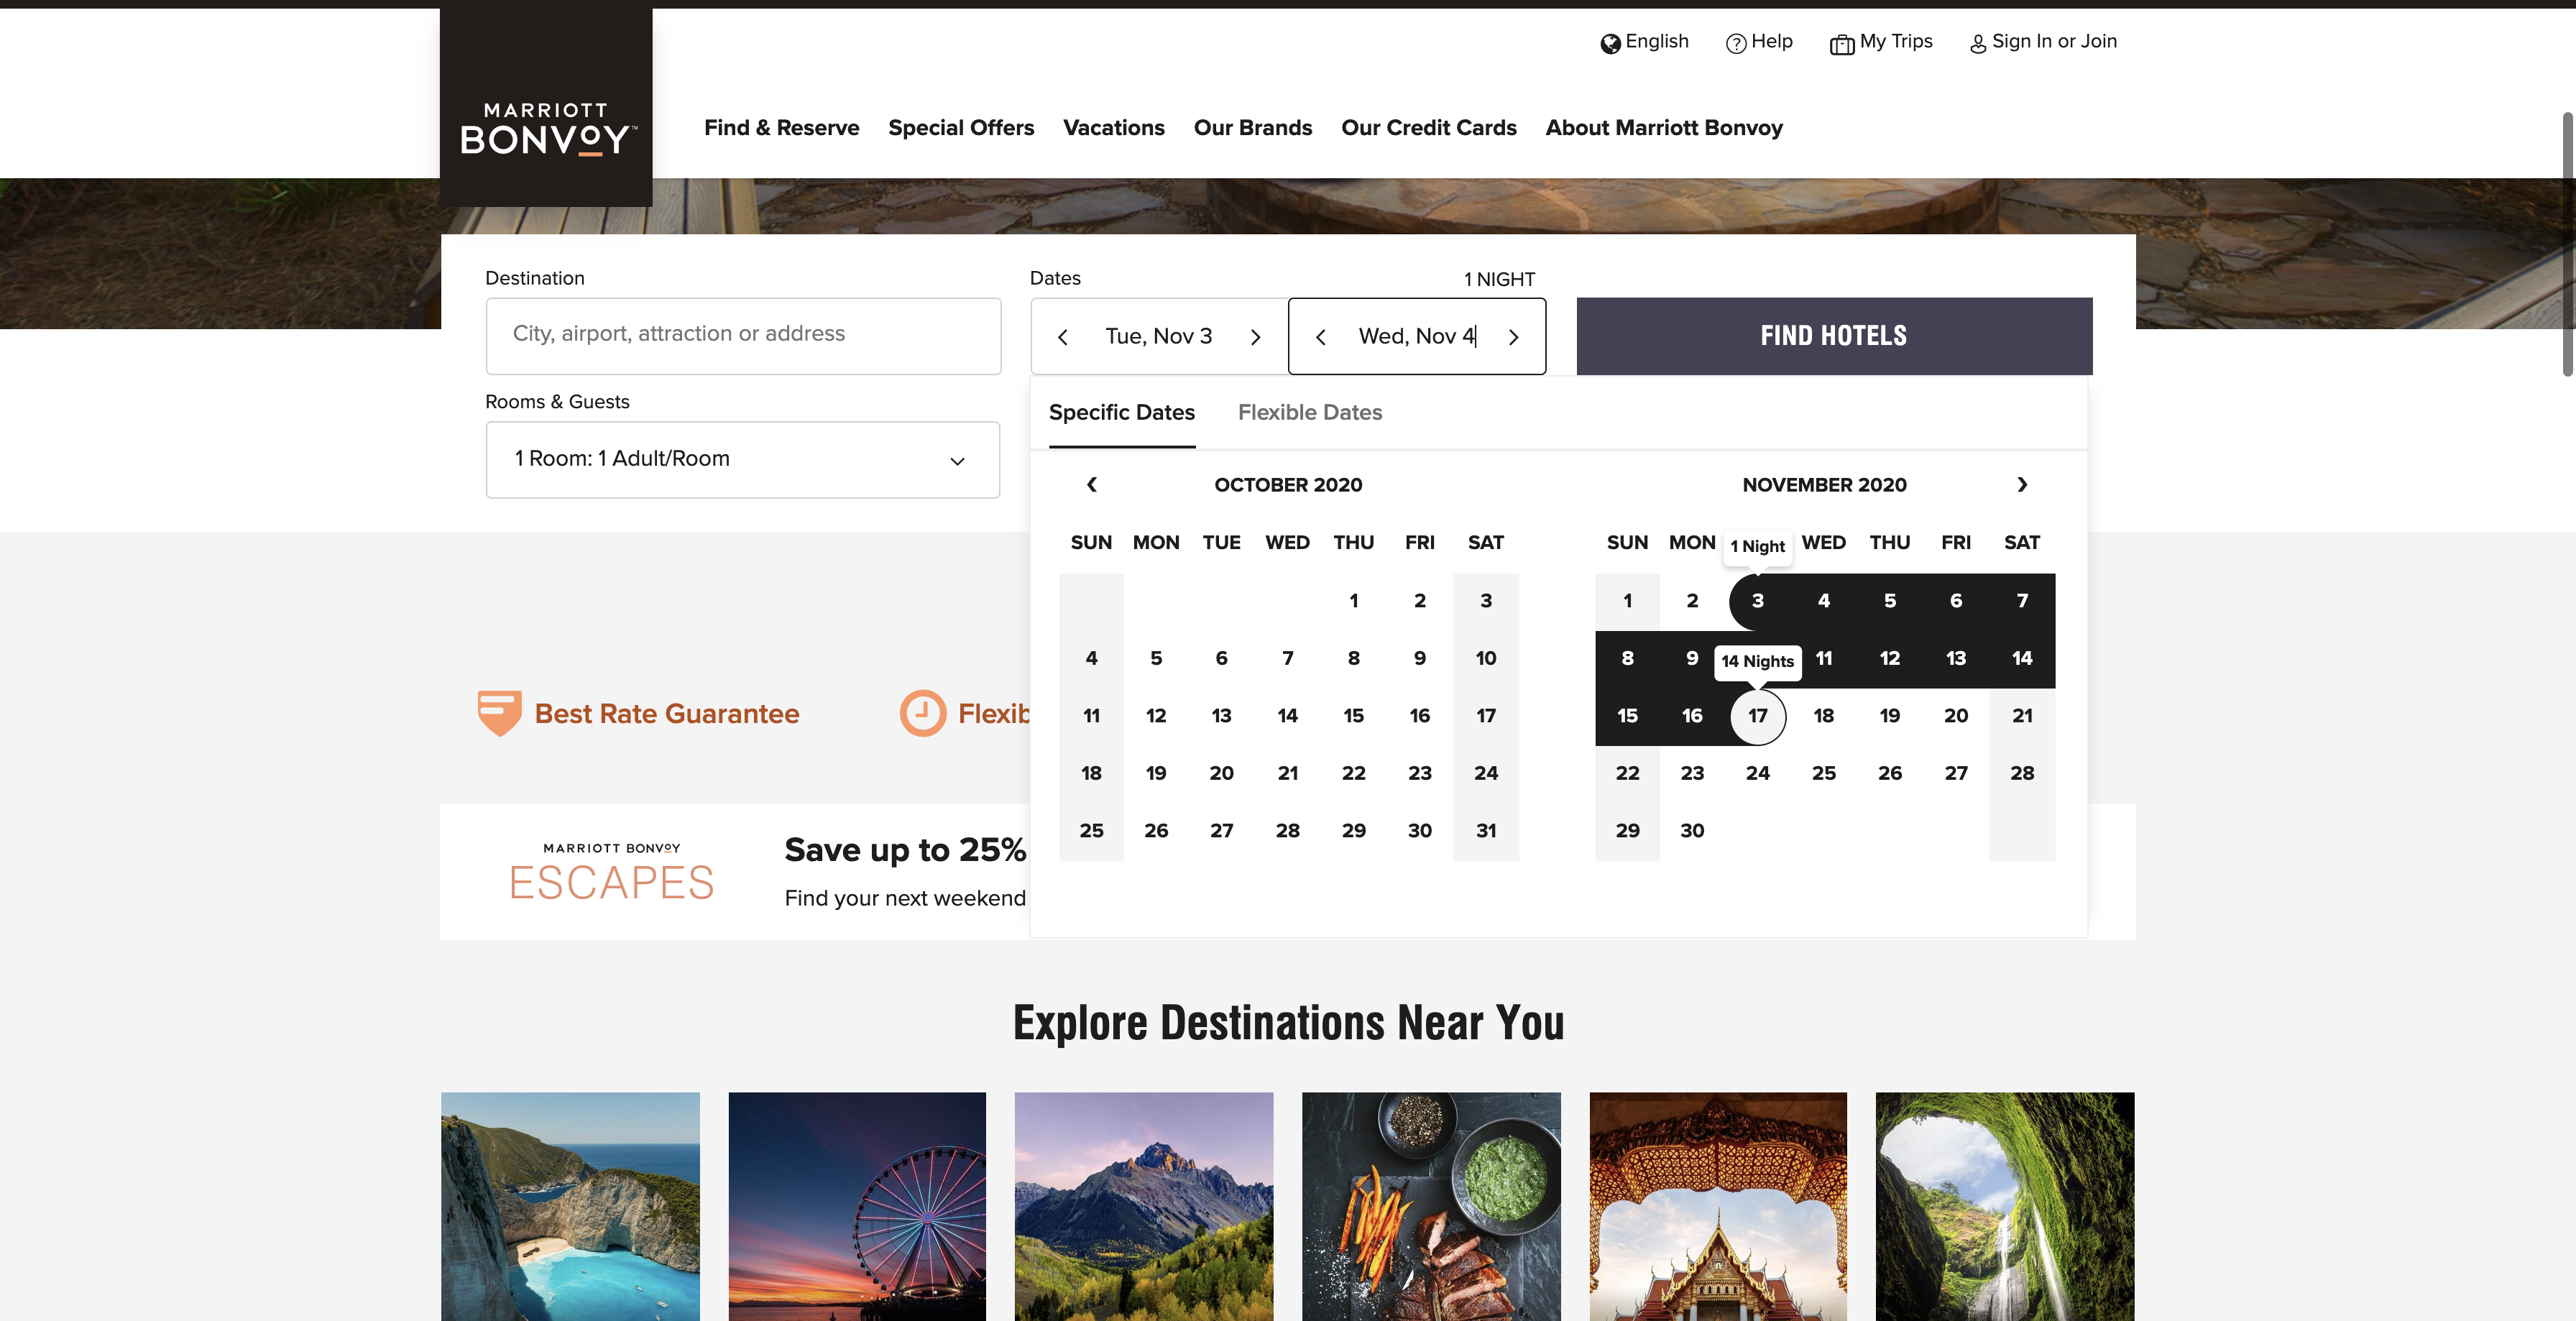 English Help My Trips Sign In or Join
MARRIOTT
BONVOY™
Find & Reserve Special Offers Vacations Our Brands Our Credit Cards About Marriott Bonvoy
Destination
City, airport, attraction or address
Dates
1 NIGHT
Tue, Nov 3
Wed, Nov 4
FIND HOTELS
Rooms & Guests
1 Room: 1 Adult/Room
Specific Dates Flexible Dates
OCTOBER 2020
SUN MON TUE WED THU FRI SAT
1 2 3
4 5 6 7 8 9 10
11 12 13 14 15 16 17
18 19 20 21 22 23 24
25 26 27 28 29 30 31
NOVEMBER 2020
SUN MON 1 Night WED THU FRI SAT
1 2 3 4 5 6 7
8 9 14 Nights 11 12 13 14
15 16 17 18 19 20 21
22 23 24 25 26 27 28
29 30
Best Rate Guarantee
Flexib
MARRIOTT BONVOY
ESCAPES
Save up to 25%
Find your next weekend
Explore Destinations Near You